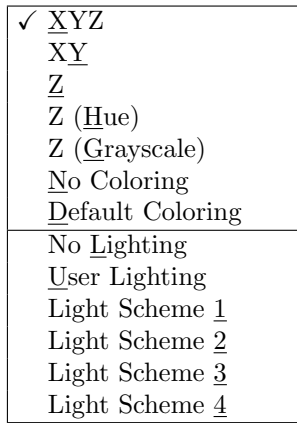 ✓ XYZ
XY
Z
Z (Hue)
Z (Grayscale)
No Coloring
Default Coloring
No Lighting
User Lighting
Light Scheme 1
Light Scheme 2
Light Scheme 3
Light Scheme 4